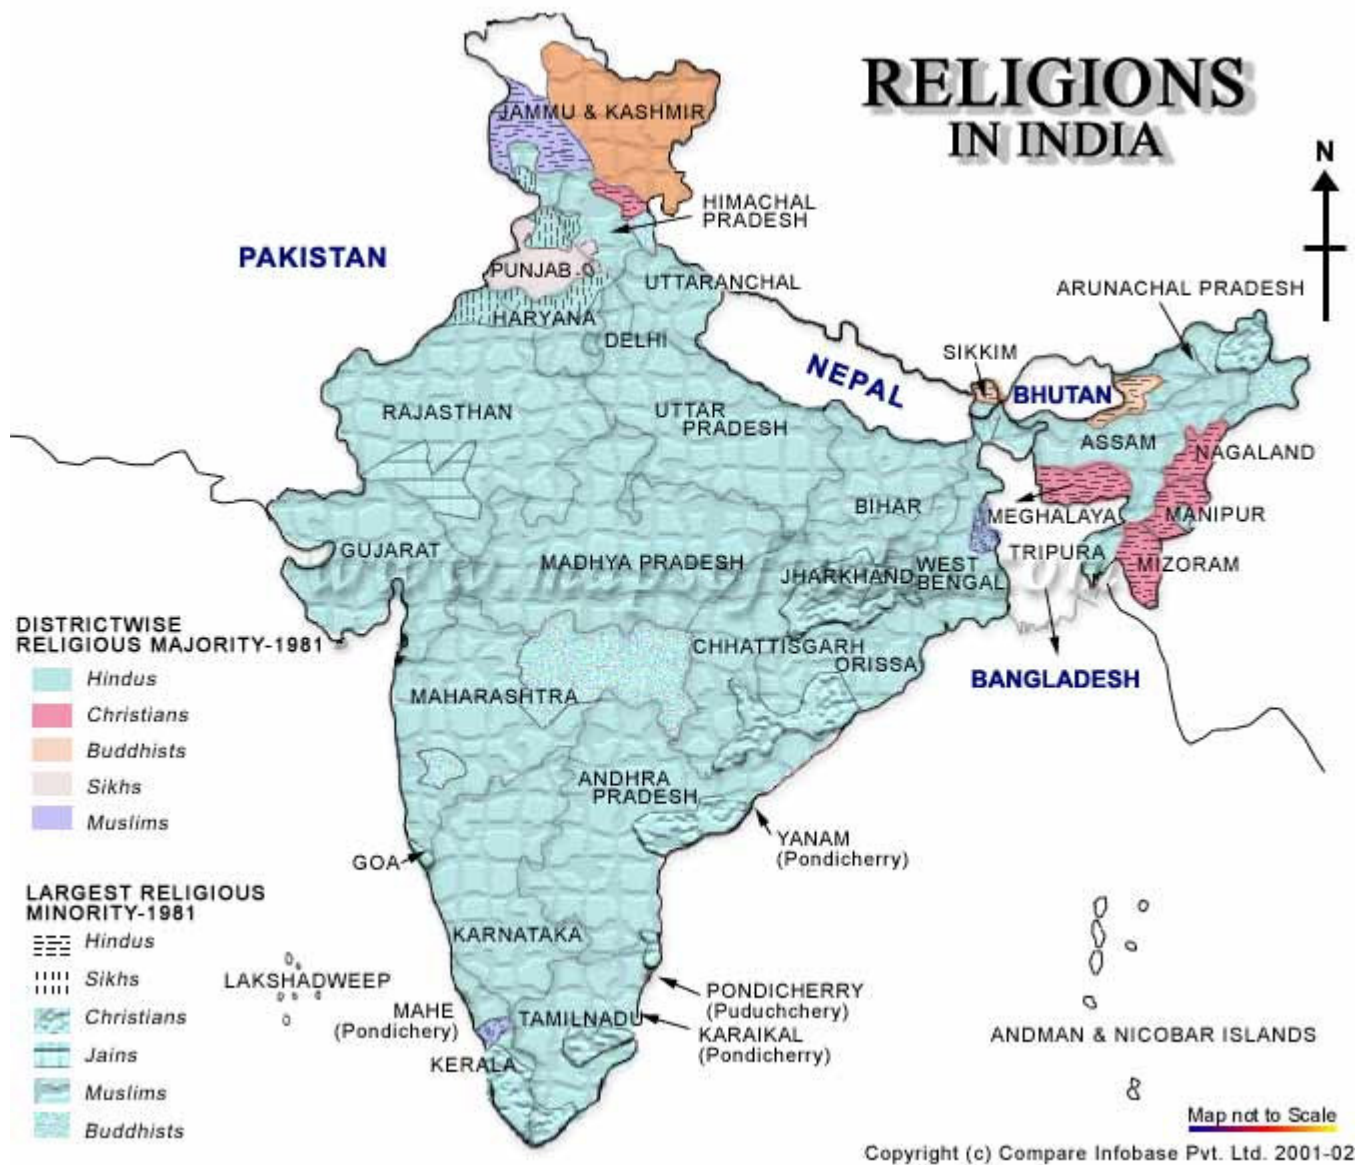 RELIGIONS
IN INDIA
N
JAMMU & KASHMIR
HIMACHAL
PRADESH
PAKISTAN
PUNJAB
UTTARANCHAL
ARUNACHAL PRADESH
HARYANA
DELHI
SIKKIM
NEPAL
BHUTAN
RAJASTHAN
UTTAR
PRADESH
ASSAM
NAGALAND
BIHAR
MEGHALAYA
MANIPUR
GUJARAT
MADHYA PRADESH
JHARKHAND
WEST
BENGAL
TRIPURA
MIZORAM
DISTRICTWISE
RELIGIOUS MAJORITY-1981
Hindus
Christians
Buddhists
Sikhs
Muslims
CHHATTISGARH
ORISSA
BANGLADESH
MAHARASHTRA
ANDHRA
PRADESH
YANAM
(Pondicherry)
GOA
LARGEST RELIGIOUS
MINORITY-1981
Hindus
Sikhs
Christians
Jains
Muslims
Buddhists
KARNATAKA
LAKSHADWEEP
MAHE
(Pondichery)
TAMILNADU
PONDICHERRY
(Puduchchery)
KARAIKAL
(Pondicherry)
KERALA
ANDMAN & NICOBAR ISLANDS
Map not to Scale
Copyright (c) Compare Infobase Pvt. Ltd. 2001-02